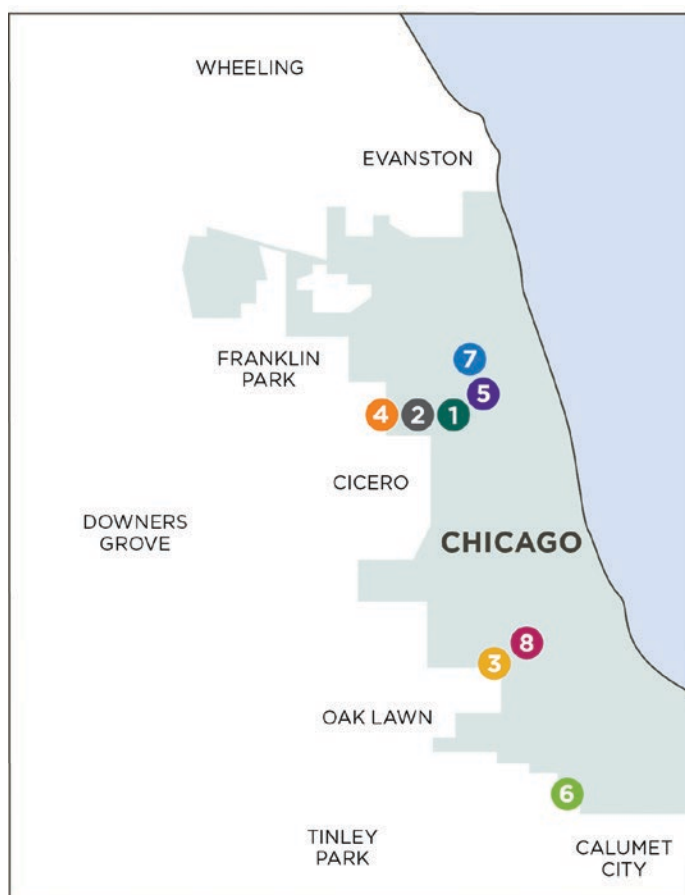 WHEELING
EVANSTON
FRANKLIN
PARK
7
5
4
2
1
CICERO
DOWNERS
GROVE
CHICAGO
8
3
OAK LAWN
6
TINLEY
PARK
CALUMET
CITY